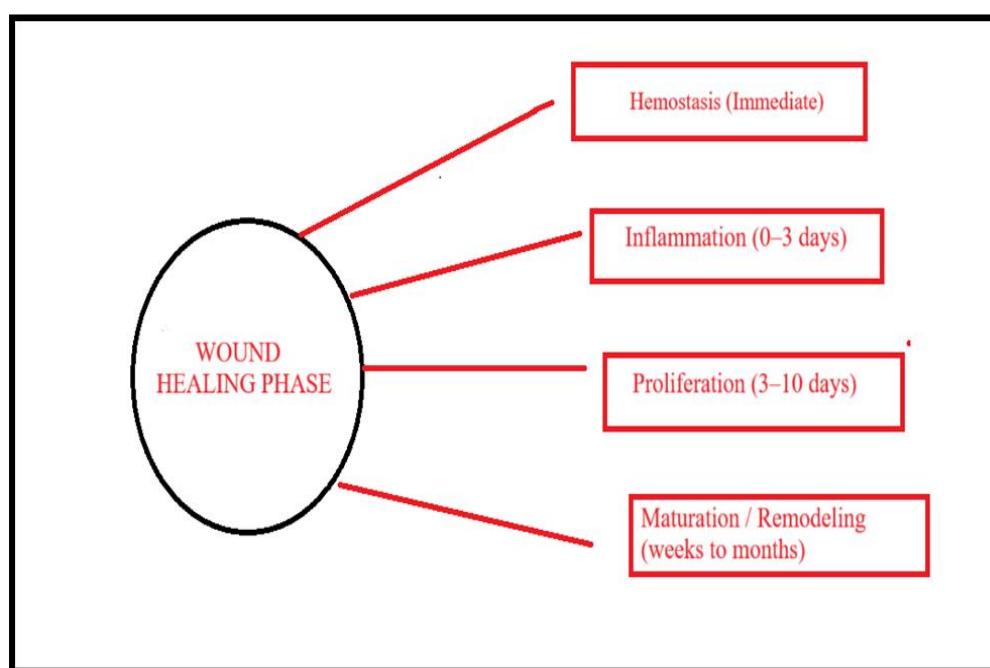 Hemostasis (Immediate)
Inflammation (0–3 days)
WOUND
HEALING PHASE
Proliferation (3–10 days)
Maturation / Remodeling
(weeks to months)